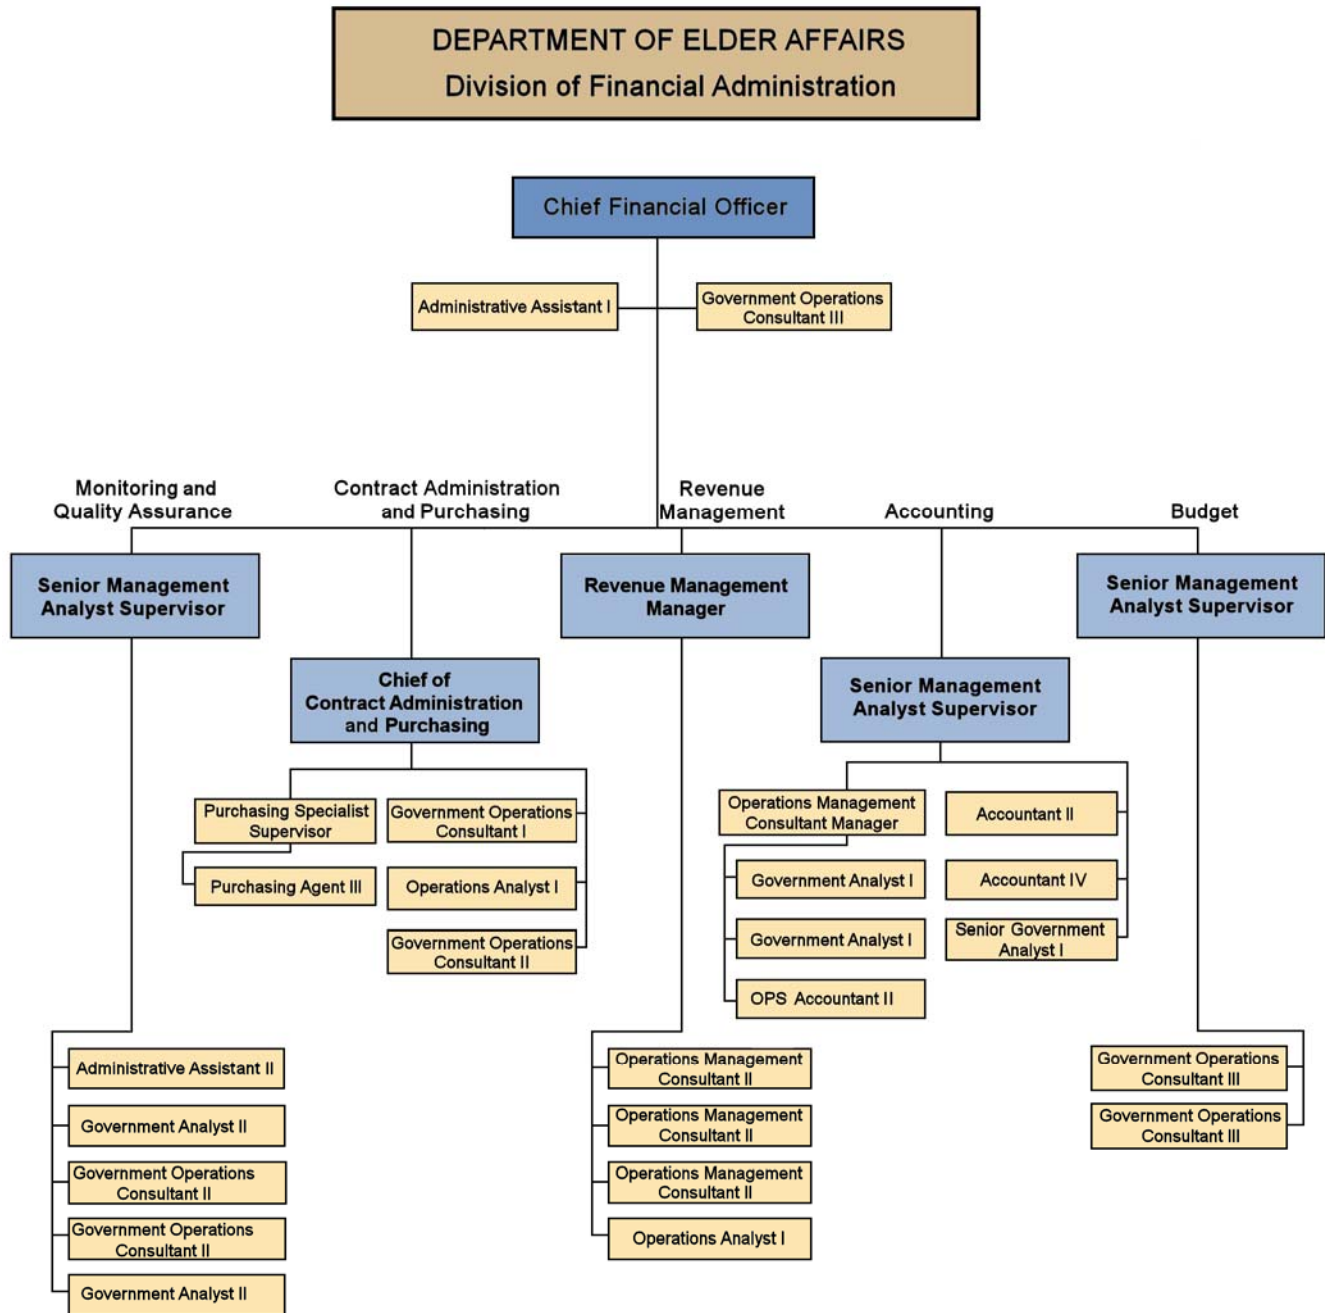 DEPARTMENT OF ELDER AFFAIRS
Division of Financial Administration
Chief Financial Officer
Administrative Assistant I
Government Operations
Consultant III
Monitoring and
Quality Assurance
Contract Administration
and Purchasing
Revenue
Management
Accounting
Budget
Senior Management
Analyst Supervisor
Revenue Management
Manager
Senior Management
Analyst Supervisor
Chief of
Contract Administration
and Purchasing
Senior Management
Analyst Supervisor
Purchasing Specialist
Supervisor
Purchasing Agent III
Government Operations
Consultant I
Operations Analyst I
Government Operations
Consultant II
Operations Management
Consultant Manager
Government Analyst I
Government Analyst I
OPS Accountant II
Accountant II
Accountant IV
Senior Government
Analyst I
Administrative Assistant II
Government Analyst II
Government Operations
Consultant II
Government Operations
Consultant II
Government Analyst II
Operations Management
Consultant II
Operations Management
Consultant II
Operations Management
Consultant II
Operations Analyst I
Government Operations
Consultant III
Government Operations
Consultant III